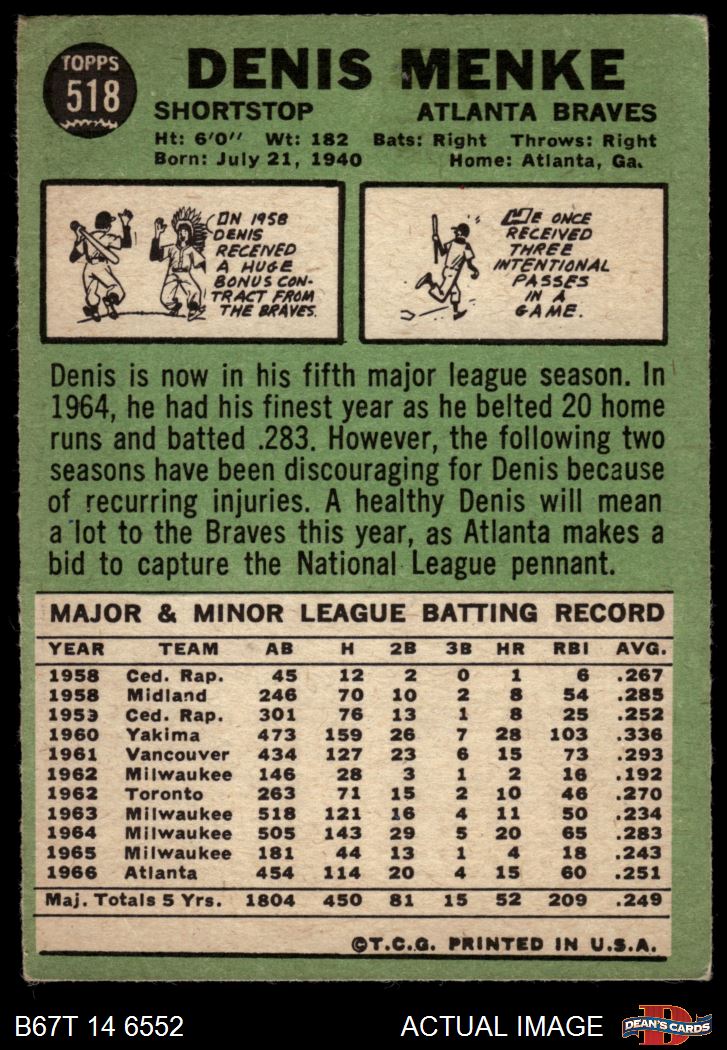 TOPPS
518
DENIS MENKE
SHORTSTOP ATLANTA BRAVES
Ht: 6'0" Wt: 182 Bats: Right Throws: Right
Born: July 21, 1940 Home: Atlanta, Ga.
ON 1958
DENIS
RECEIVED
A HUGE
BONUS CON-
TRACT FROM
THE BRAVES.
HE ONCE
RECEIVED
THREE
INTENTIONAL
PASSES
IN A
GAME.
Denis is now in his fifth major league season. In
1964, he had his finest year as he belted 20 home
runs and batted .283. However, the following two
seasons have been discouraging for Denis because
of recurring injuries. A healthy Denis will mean
a lot to the Braves this year, as Atlanta makes a
bid to capture the National League pennant.
MAJOR & MINOR LEAGUE BATTING RECORD
YEAR TEAM AB H 2B 3B HR RBI AVG.
1958 Ced. Rap. 45 12 2 0 1 6 .267
1958 Midland 246 70 10 2 8 54 .285
1959 Ced. Rap. 301 76 13 1 8 25 .252
1960 Yakima 473 159 26 7 28 103 .336
1961 Vancouver 434 127 23 6 15 73 .293
1962 Milwaukee 146 28 3 1 2 16 .192
1962 Toronto 263 71 15 2 10 46 .270
1963 Milwaukee 518 121 16 4 11 50 .234
1964 Milwaukee 505 143 29 5 20 65 .283
1965 Milwaukee 181 44 13 1 4 18 .243
1966 Atlanta 454 114 20 4 15 60 .251
Maj. Totals 5 Yrs. 1804 450 81 15 52 209 .249
©T.C.G. PRINTED IN U.S.A.
B67T 14 6552 ACTUAL IMAGE
D
DEAN'S CARDS